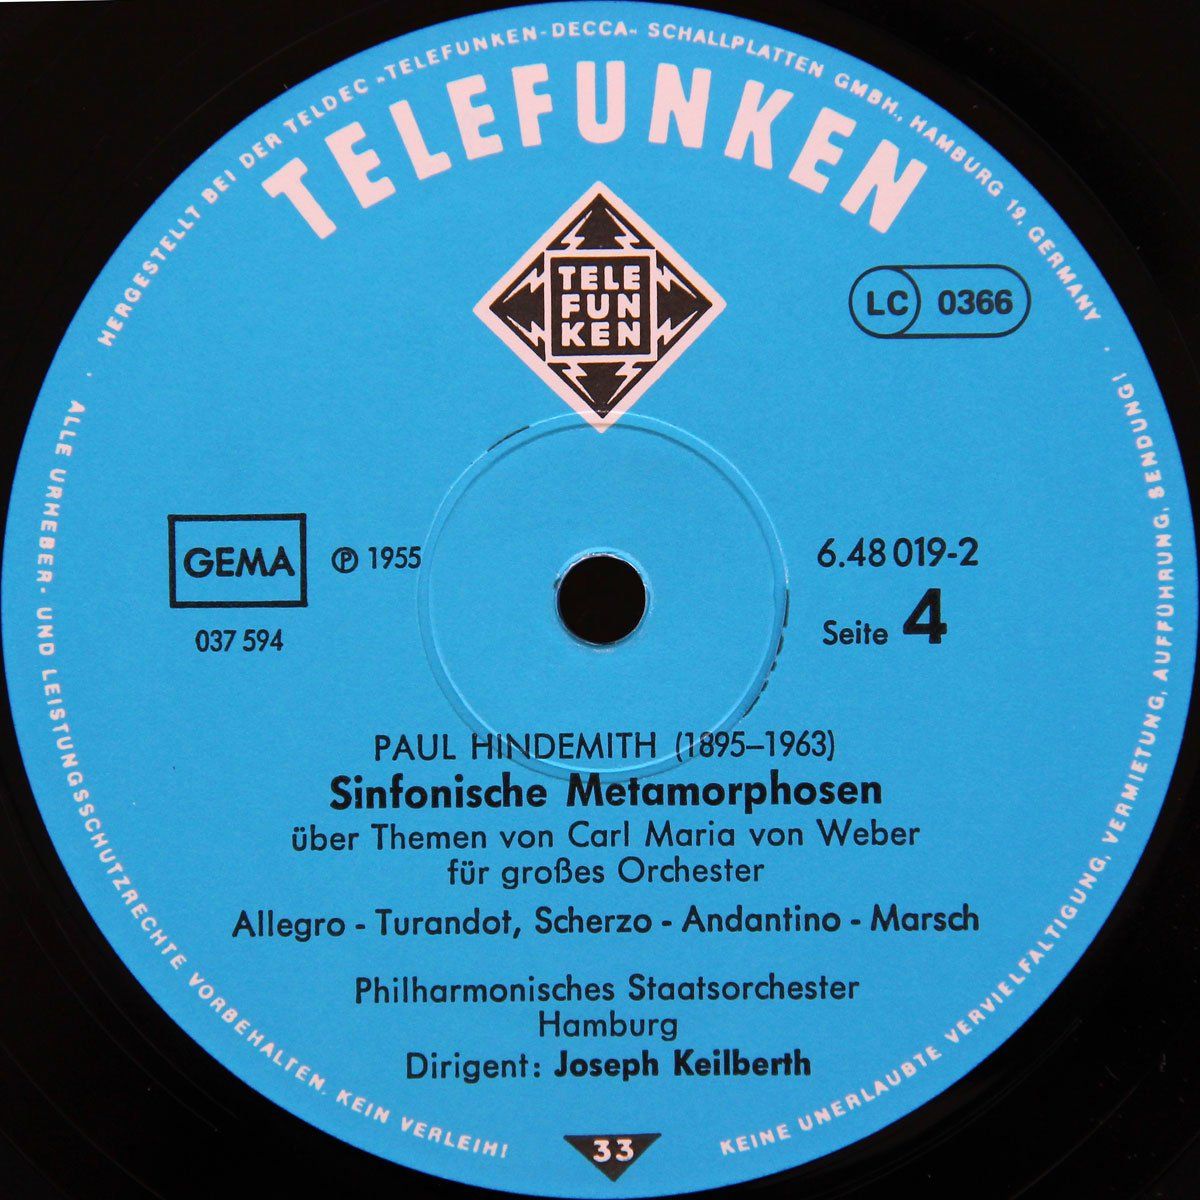 HERGESTELLT BEI DER TELDEC »TELEFUNKEN-DECCA« SCHALLPLATTEN GMBH., HAMBURG 19, GERMANY
TELEFUNKEN
TELE
FUN
KEN
LC 0366
GEMA
℗ 1955
037 594
6.48 019-2
Seite 4
PAUL HINDEMITH (1895–1963)
Sinfonische Metamorphosen
über Themen von Carl Maria von Weber
für großes Orchester
Allegro - Turandot, Scherzo - Andantino - Marsch
Philharmonisches Staatsorchester
Hamburg
Dirigent: Joseph Keilberth
33
· ALLE URHEBER- UND LEISTUNGSSCHUTZRECHTE VORBEHALTEN, KEIN VERLEIH!
KEINE UNERLAUBTE VERVIELFÄLTIGUNG, VERMIETUNG, AUFFÜHRUNG, SENDUNG! ·